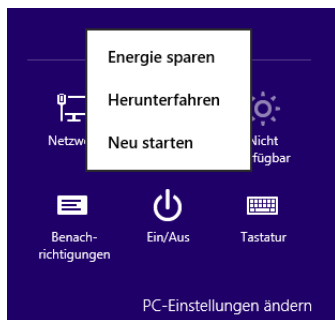 Energie sparen
Herunterfahren
Neu starten
Netzw
Nicht
fügbar
Benach-
richtigungen
Ein/Aus
Tastatur
PC-Einstellungen ändern